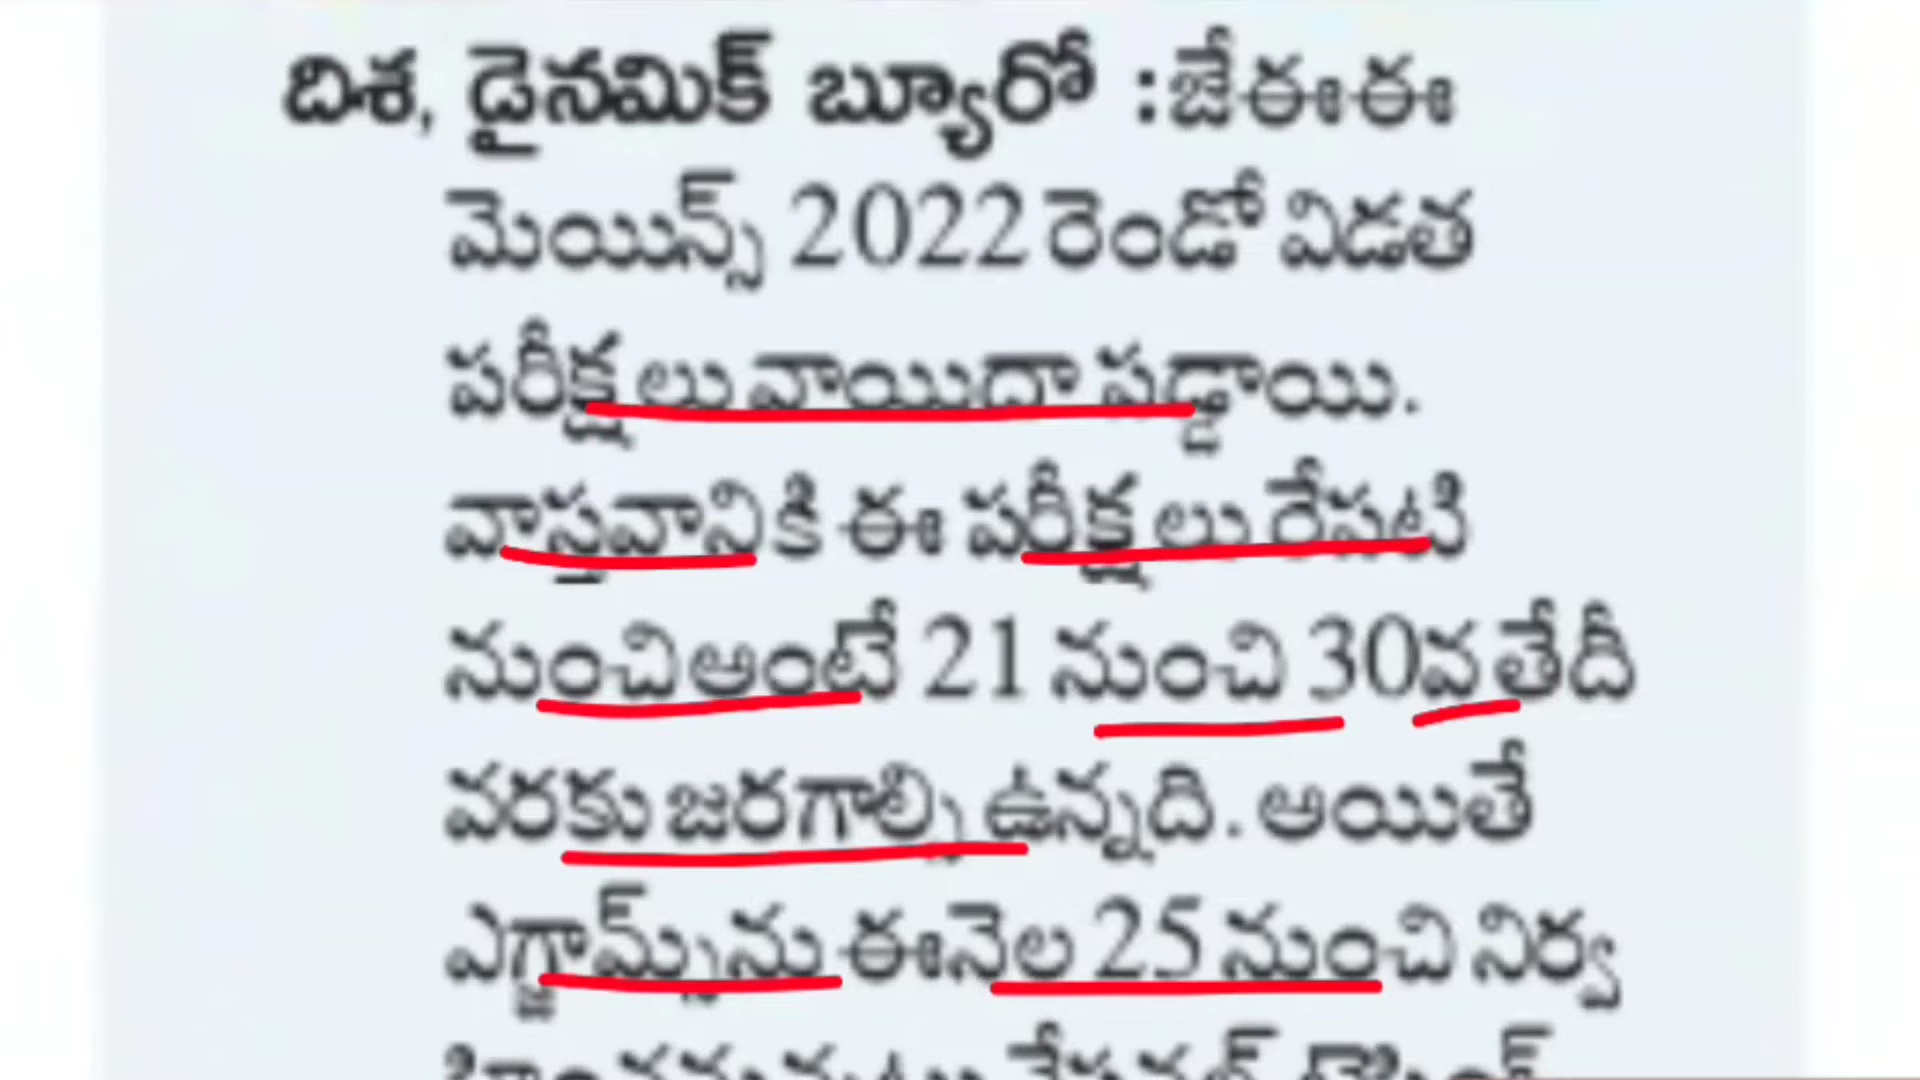 దిశ, డైనమిక్ బ్యూరో : జేఈఈ
మెయిన్స్ 2022 రెండో విడత
పరీక్షలు వాయిదా పడ్డాయి.
వాస్తవానికి ఈ పరీక్షలు రేపటి
నుంచి అంటే 21 నుంచి 30వ తేదీ
వరకు జరగాల్సి ఉన్నది. అయితే
ఎగ్జామ్స్‌ను ఈనెల 25 నుంచి నిర్వ